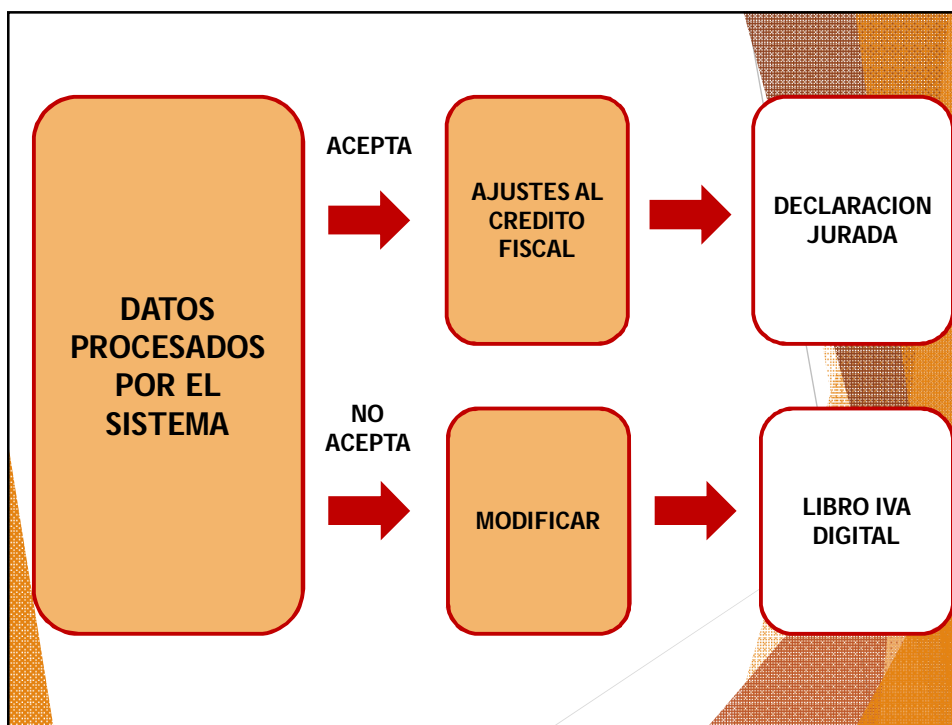 DATOS
PROCESADOS
POR EL
SISTEMA
ACEPTA
AJUSTES AL
CREDITO
FISCAL
DECLARACION
JURADA
NO
ACEPTA
MODIFICAR
LIBRO IVA
DIGITAL